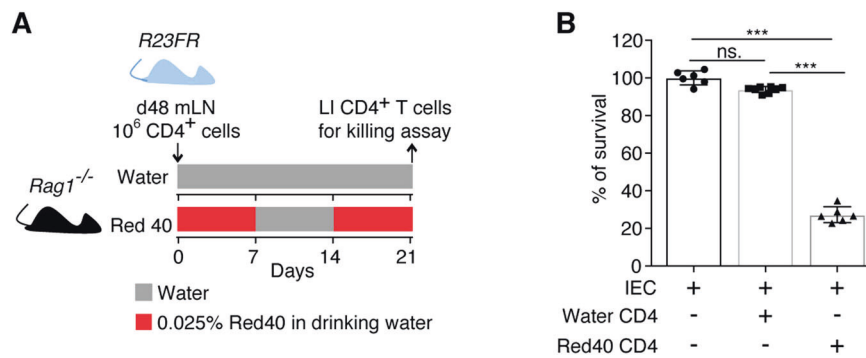 A
R23FR
d48 mLN
10⁶ CD4⁺ cells
LI CD4⁺ T cells
for killing assay
Rag1⁻/⁻
Water
Red 40
0 7 14 21
Days
Water
0.025% Red40 in drinking water
B
% of survival
120
100
80
60
40
20
0
***
ns.
***
IEC + + +
Water CD4 - + -
Red40 CD4 - - +